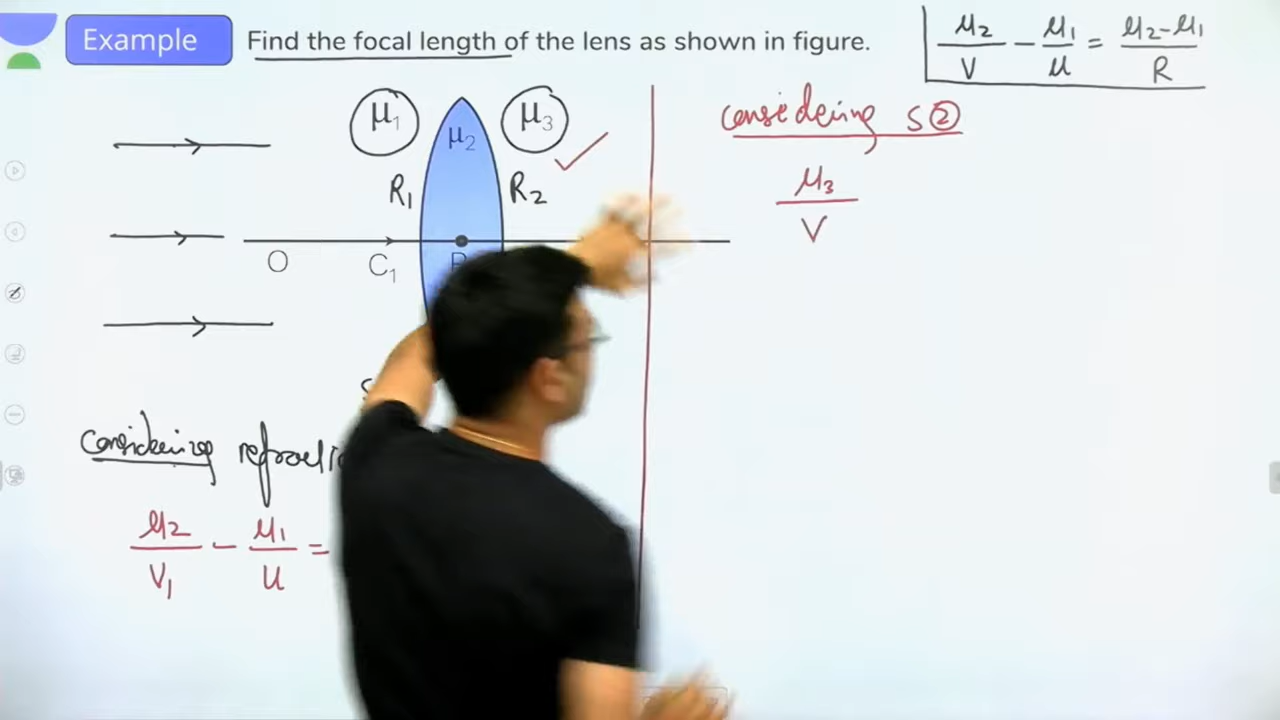 Example
Find the focal length of the lens as shown in figure.
μ2/V − μ1/u = μ2−μ1/R
considering S②
μ1
μ2
μ3
R1
R2
μ3/V
O
C1
P
S
Considering refraction
μ2/V1 − μ1/u =